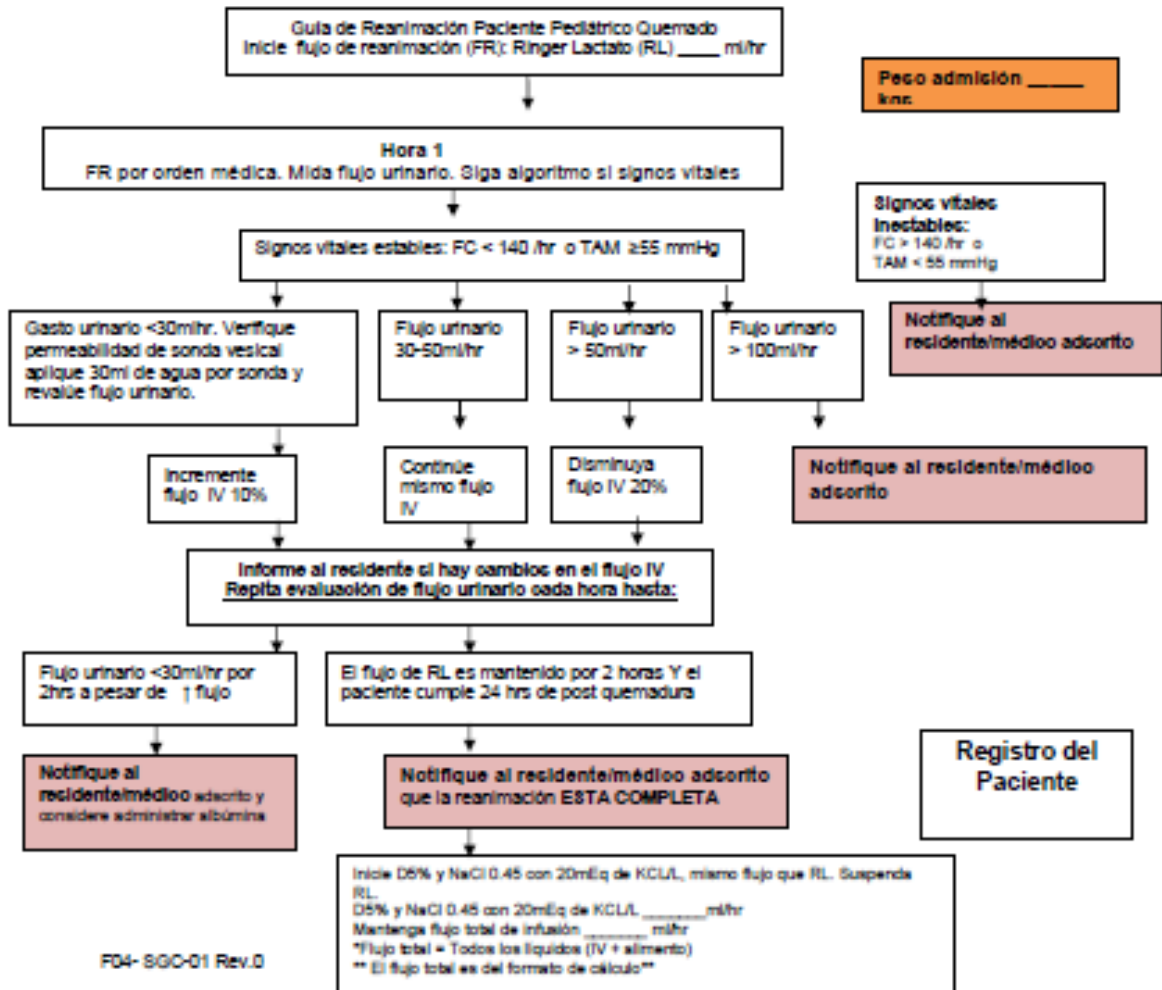 Guía de Reanimación Paciente Pediátrico Quemado
Inicie flujo de reanimación (FR): Ringer Lactato (RL) ____ ml/hr
Peso admisión _____
kgs
Hora 1
FR por orden médica. Mida flujo urinario. Siga algoritmo si signos vitales
Signos vitales
Inestables:
FC > 140 /hr o
TAM < 55 mmHg
Signos vitales estables: FC < 140 /hr o TAM ≥55 mmHg
Gasto urinario <30mlhr. Verifique
permeabilidad de sonda vesical
aplique 30ml de agua por sonda y
revalúe flujo urinario.
Flujo urinario
30-50ml/hr
Flujo urinario
> 50ml/hr
Flujo urinario
> 100ml/hr
Notifique al
residente/médico adsorito
Incremente
flujo IV 10%
Continúe
mismo flujo
IV
Disminuya
flujo IV 20%
Notifique al residente/médico
adsorito
Informe al residente si hay cambios en el flujo IV
Repita evaluación de flujo urinario cada hora hasta:
Flujo urinario <30ml/hr por
2hrs a pesar de ↑ flujo
El flujo de RL es mantenido por 2 horas Y el
paciente cumple 24 hrs de post quemadura
Notifique al
residente/médico adscrito y
considere administrar albúmina
Notifique al residente/médico adsorito
que la reanimación ESTA COMPLETA
Registro del
Paciente
Inicie D5% y NaCl 0.45 con 20mEq de KCL/L, mismo flujo que RL. Suspenda
RL.
D5% y NaCl 0.45 con 20mEq de KCL/L _______ml/hr
Mantenga flujo total de infusión _______ ml/hr
*Flujo total = Todos los líquidos (IV + alimento)
** El flujo total es del formato de cálculo**
F04- SGC-01 Rev.0